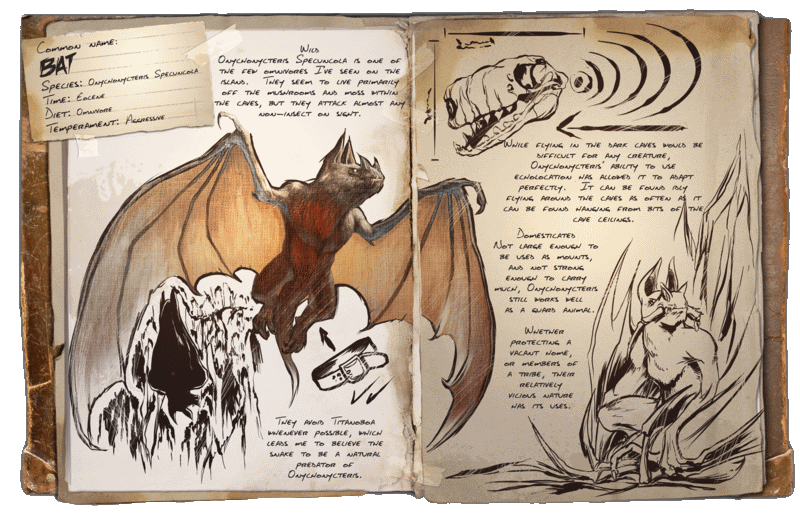 Common name:
BAT
Species: Onychonycteris Specuncola
Time: Eocene
Diet: Omnivore
Temperament: Aggressive
Wild
Onychonycteris Specuncola is one of
the few omnivores I've seen on the
island. They seem to live primarily
off the mushrooms and moss within
the caves, but they attack almost any
non-insect on sight.
They avoid Titanoboa
whenever possible, which
leads me to believe the
snake to be a natural
predator of
Onychonycteris.
While flying in the dark caves would be
difficult for any creature,
Onychonycteris' ability to use
echolocation has allowed it to adapt
perfectly. It can be found idly
flying around the caves as often as it
can be found hanging from bits of the
cave ceilings.
Domesticated
Not large enough to
be used as mounts,
and not strong
enough to carry
much, Onychonycteris
still works well
as a guard animal.
Whether
protecting a
vacant home,
or members of
a tribe, their
relatively
vicious nature
has its uses.